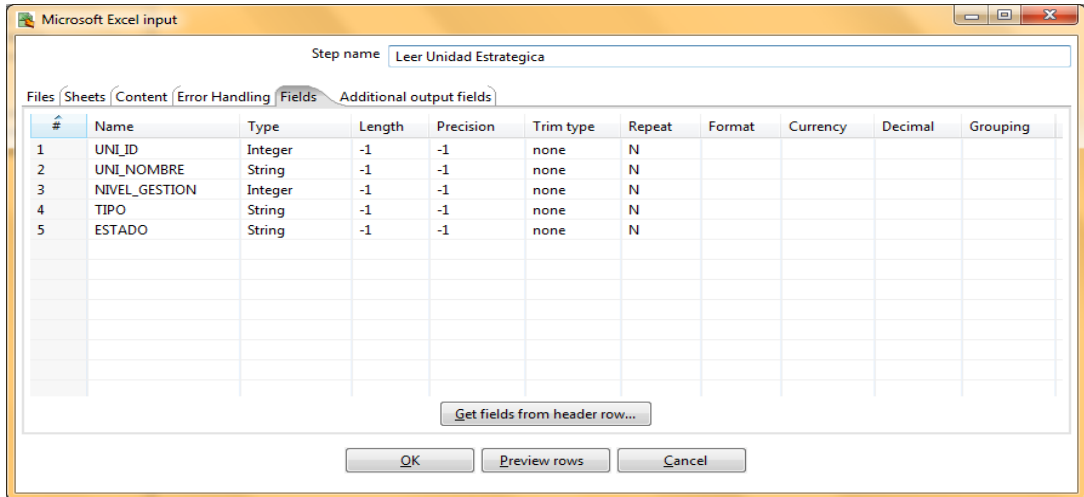 Microsoft Excel input
Step name Leer Unidad Estrategica
Files Sheets Content Error Handling Fields Additional output fields
# Name Type Length Precision Trim type Repeat Format Currency Decimal Grouping
1 UNI_ID Integer -1 -1 none N
2 UNI_NOMBRE String -1 -1 none N
3 NIVEL_GESTION Integer -1 -1 none N
4 TIPO String -1 -1 none N
5 ESTADO String -1 -1 none N
Get fields from header row...
OK Preview rows Cancel